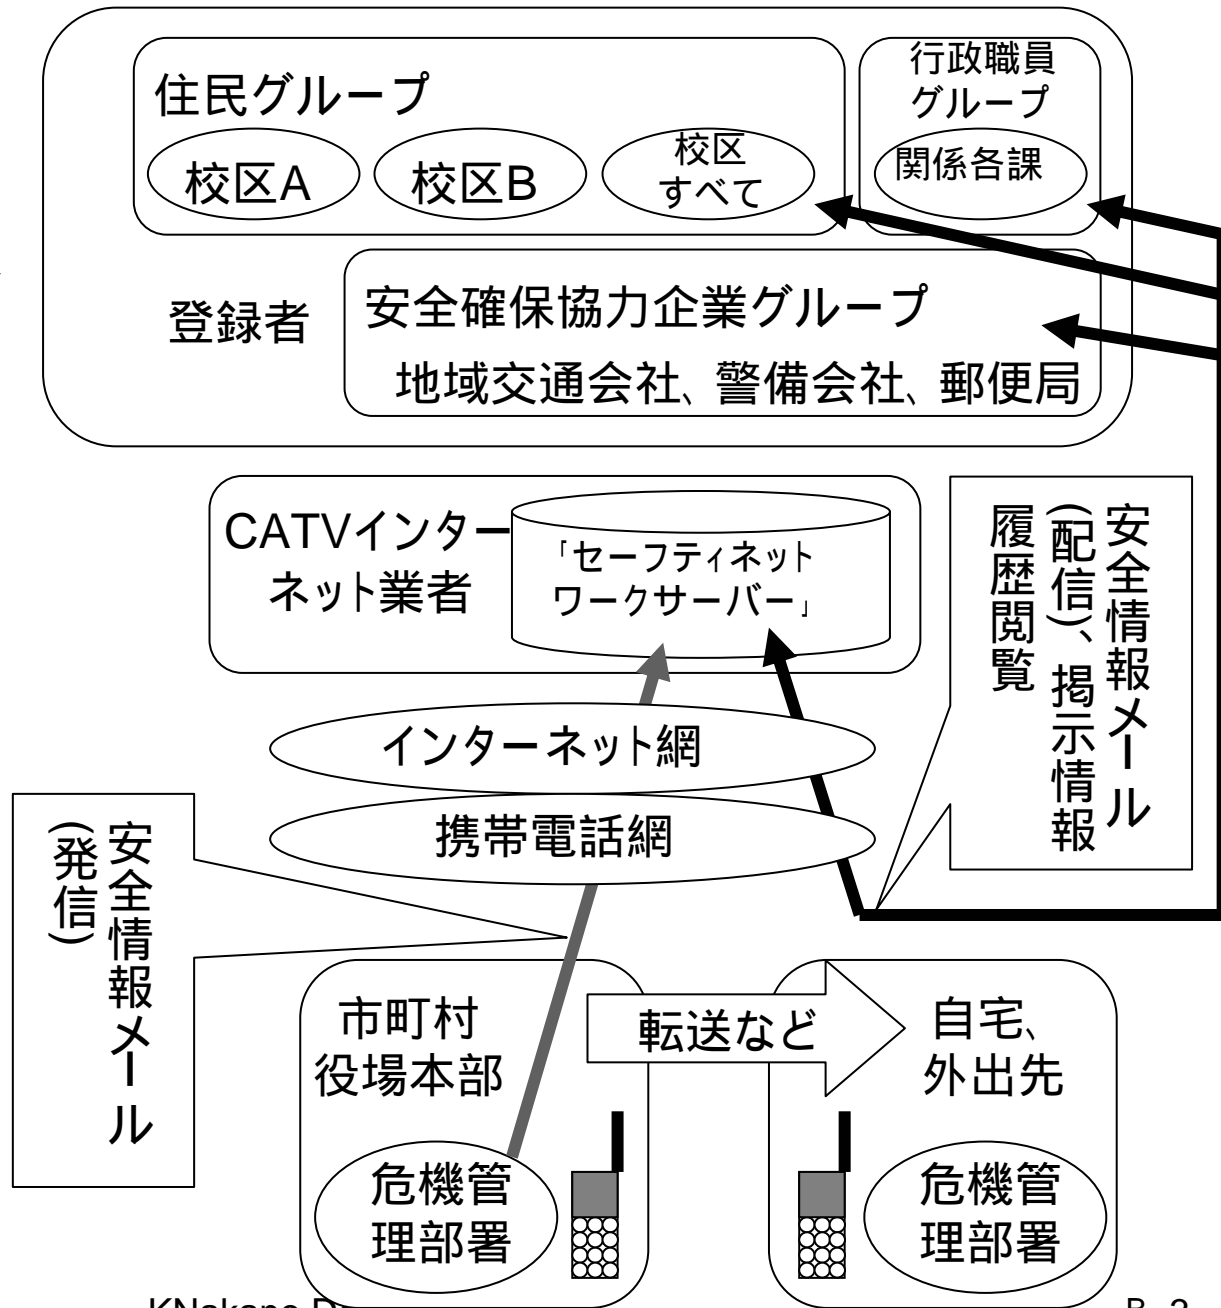 住民グループ
校区A
校区B
校区
すべて
行政職員
グループ
関係各課
登録者
安全確保協力企業グループ
地域交通会社、警備会社、郵便局
CATVインター
ネット業者
「セーフティネット
ワークサーバー」
安全情報メール
(配信)、掲示情報
履歴閲覧
インターネット網
携帯電話網
安全情報メール
(発信)
市町村
役場本部
転送など
自宅、
外出先
危機管
理部署
危機管
理部署
KNakano